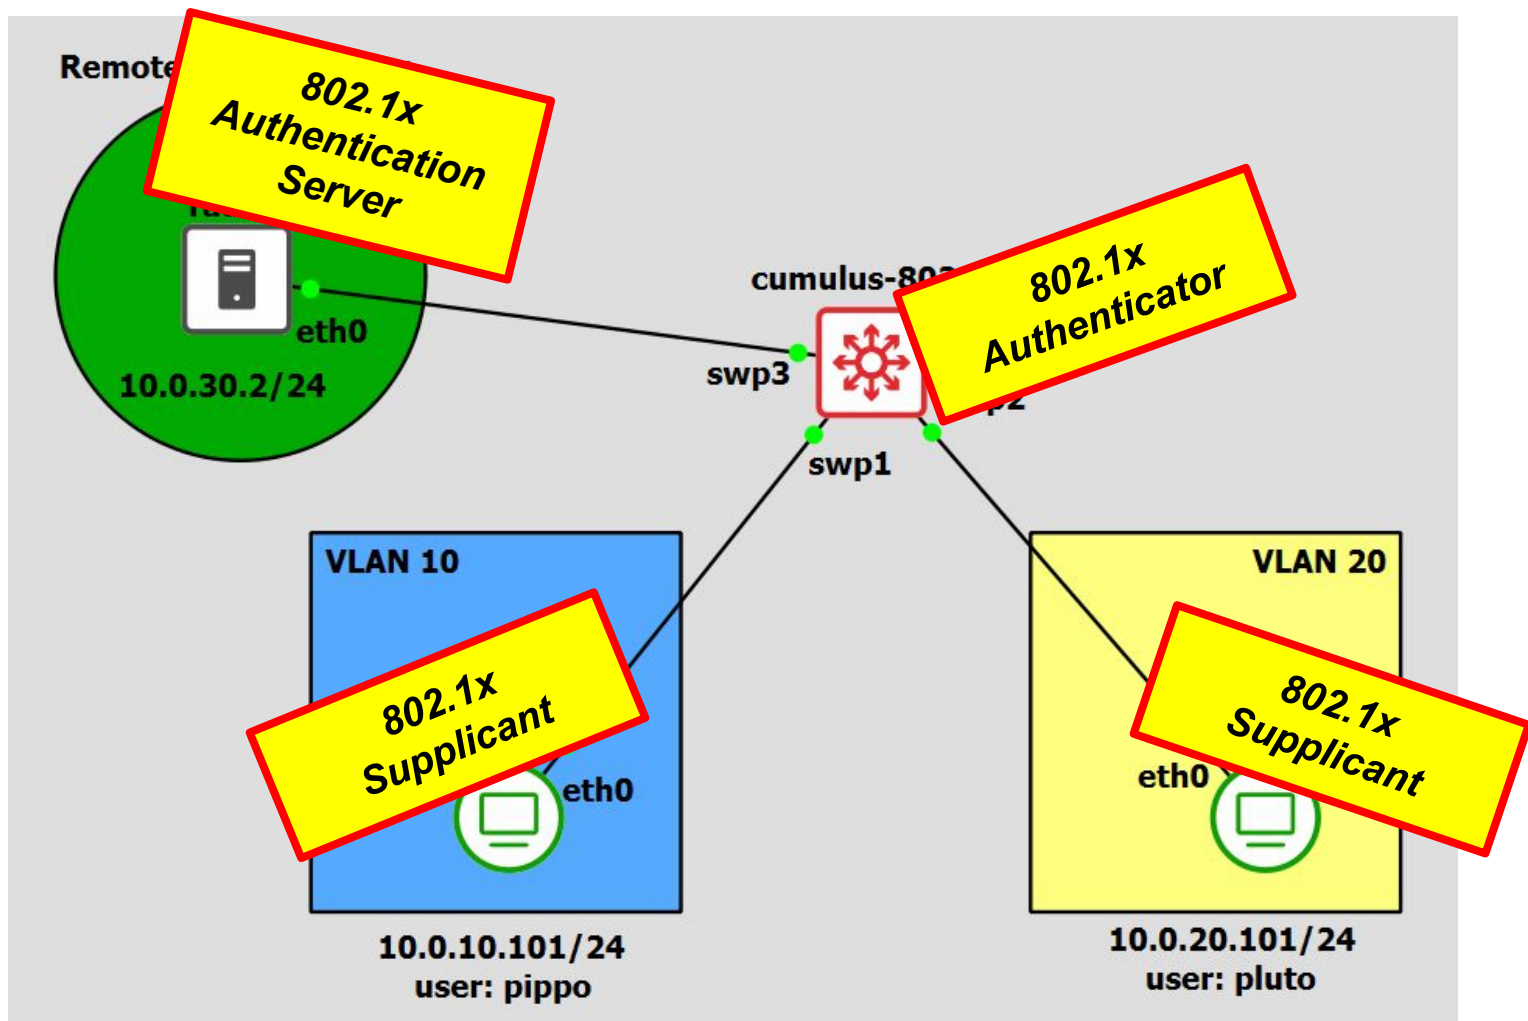 Remote
802.1x
Authentication
Server
eth0
10.0.30.2/24
cumulus-802
802.1x
Authenticator
swp3
swp1
VLAN 10
802.1x
Supplicant
eth0
10.0.10.101/24
user: pippo
VLAN 20
802.1x
Supplicant
eth0
10.0.20.101/24
user: pluto